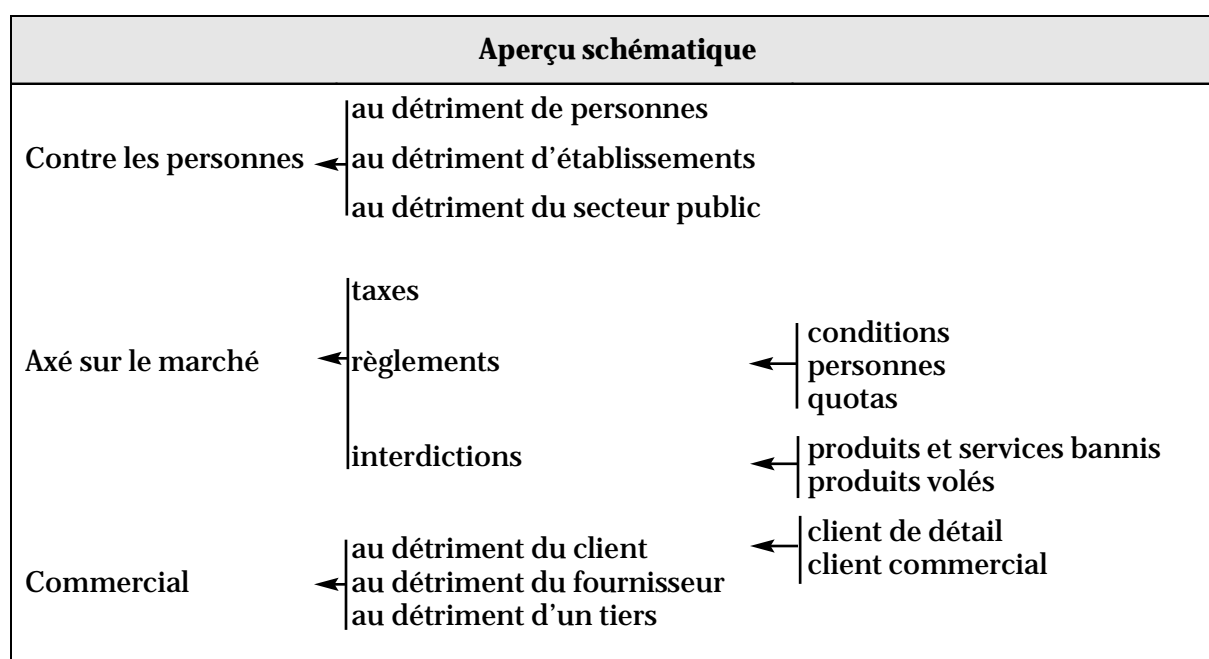 Aperçu schématique
au détriment de personnes
Contre les personnes
au détriment d’établissements
au détriment du secteur public
taxes
Axé sur le marché
règlements
conditions
personnes
quotas
interdictions
produits et services bannis
produits volés
Commercial
au détriment du client
au détriment du fournisseur
au détriment d’un tiers
client de détail
client commercial